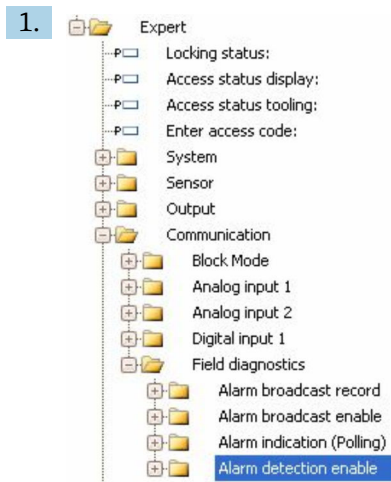 1.
Expert
Locking status:
Access status display:
Access status tooling:
Enter access code:
System
Sensor
Output
Communication
Block Mode
Analog input 1
Analog input 2
Digital input 1
Field diagnostics
Alarm broadcast record
Alarm broadcast enable
Alarm indication (Polling)
Alarm detection enable